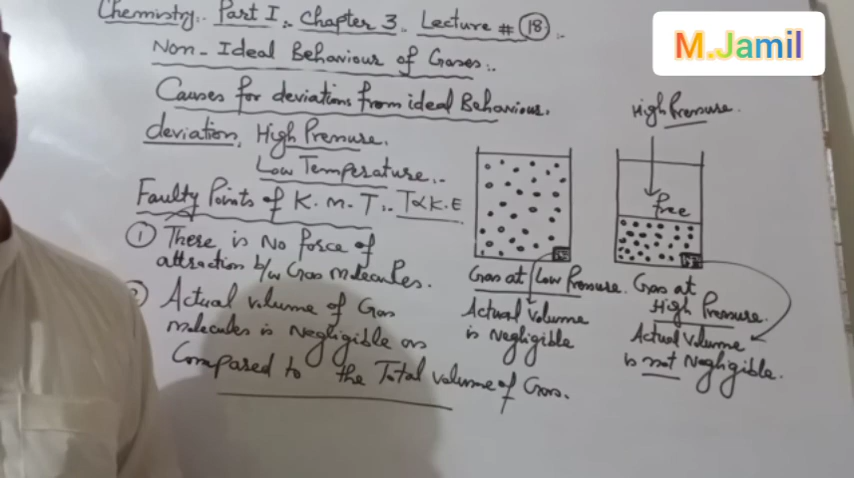 Chemistry. Part I. Chapter 3. Lecture # 18
M.Jamil
Non-Ideal Behaviour of Gases.
Causes for deviations from ideal Behaviour.
deviation, High Pressure.
Low Temperature.
Faulty Points of K.M.T. T∝K.E
① There is No force of
attraction b/w Gas molecules.
② Actual volume of Gas
molecules is Negligible as
Compared to the Total volume of Gas.
Gas at Low Pressure.
Actual Volume
is Negligible
High Pressure.
free
Gas at
High Pressure.
Actual Volume
is not Negligible.